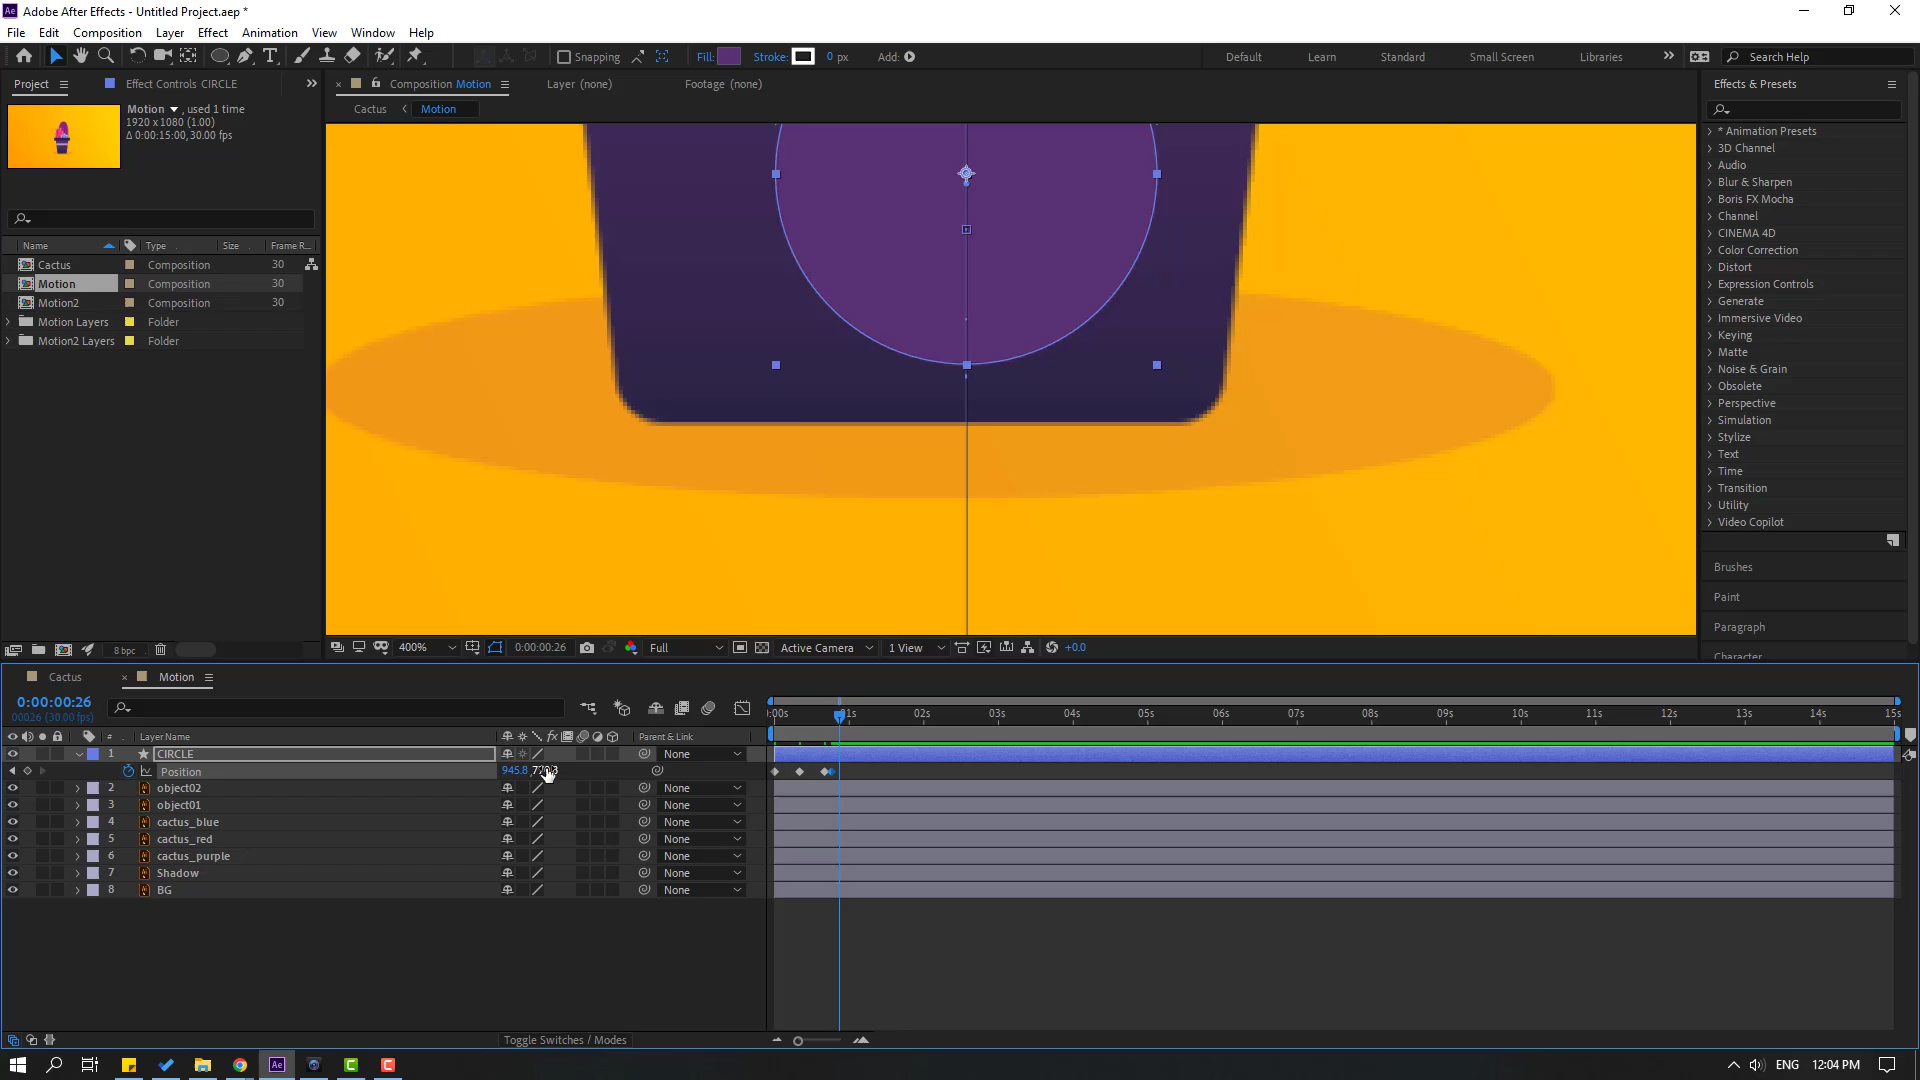 Ae Adobe After Effects - Untitled Project.aep *
File Edit Composition Layer Effect Animation View Window Help
Snapping Fill: Stroke: 0 px Add: Default Learn Standard Small Screen Libraries Search Help
Project Effect Controls CIRCLE
Motion , used 1 time
1920 x 1080 (1.00)
Δ 0:00:15:00, 30.00 fps
Name Type Size Frame R...
Cactus Composition 30
Motion Composition 30
Motion2 Composition 30
Motion Layers Folder
Motion2 Layers Folder
8 bpc
Composition Motion Layer (none) Footage (none)
Cactus Motion
400% 0:00:00:26 Full Active Camera 1 View +0.0
Effects & Presets
* Animation Presets
3D Channel
Audio
Blur & Sharpen
Boris FX Mocha
Channel
CINEMA 4D
Color Correction
Distort
Expression Controls
Generate
Immersive Video
Keying
Matte
Noise & Grain
Obsolete
Perspective
Simulation
Stylize
Text
Time
Transition
Utility
Video Copilot
Brushes
Paint
Paragraph
Character
Cactus Motion
0:00:00:26
00026 (30.00 fps)
:00s 01s 02s 03s 04s 05s 06s 07s 08s 09s 10s 11s 12s 13s 14s 15s
# Layer Name fx Parent & Link
1 CIRCLE None
Position 945.8
2 object02 None
3 object01 None
4 cactus_blue None
5 cactus_red None
6 cactus_purple None
7 Shadow None
8 BG None
Toggle Switches / Modes
Ae ENG 12:04 PM